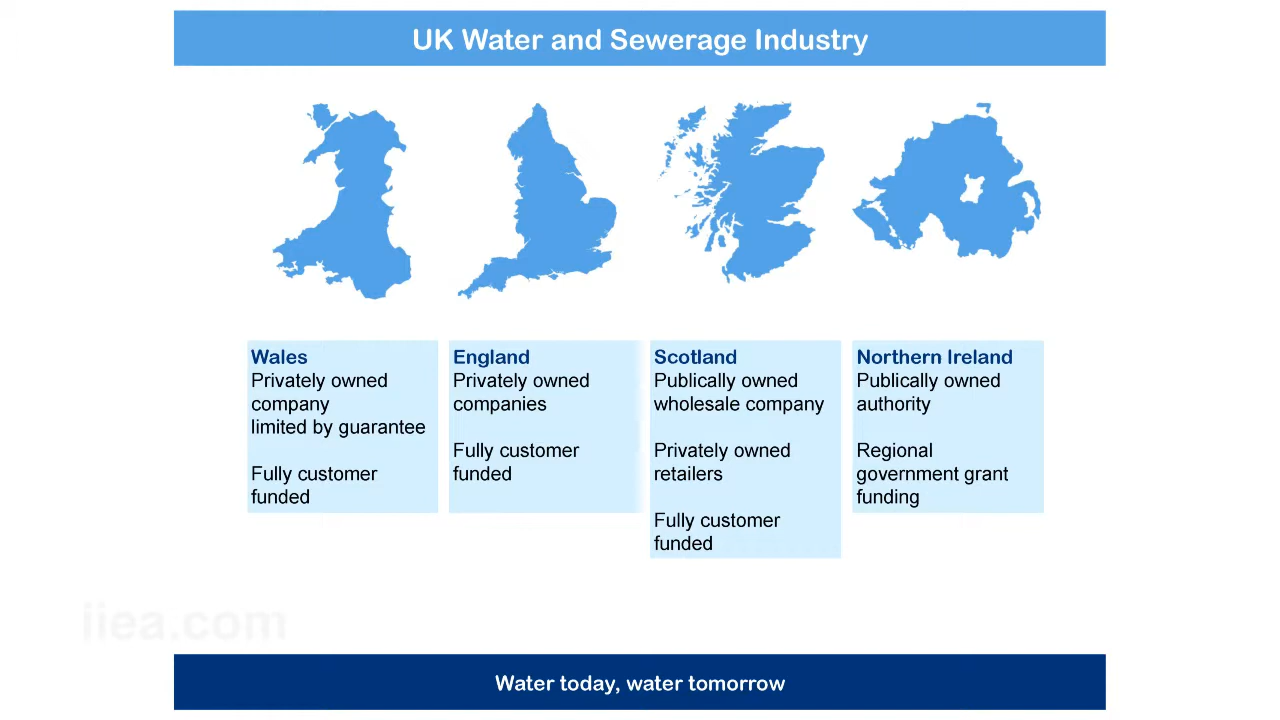 UK Water and Sewerage Industry
Wales
Privately owned
company
limited by guarantee
Fully customer
funded
England
Privately owned
companies
Fully customer
funded
Scotland
Publically owned
wholesale company
Privately owned
retailers
Fully customer
funded
Northern Ireland
Publically owned
authority
Regional
government grant
funding
iiea.com
Water today, water tomorrow